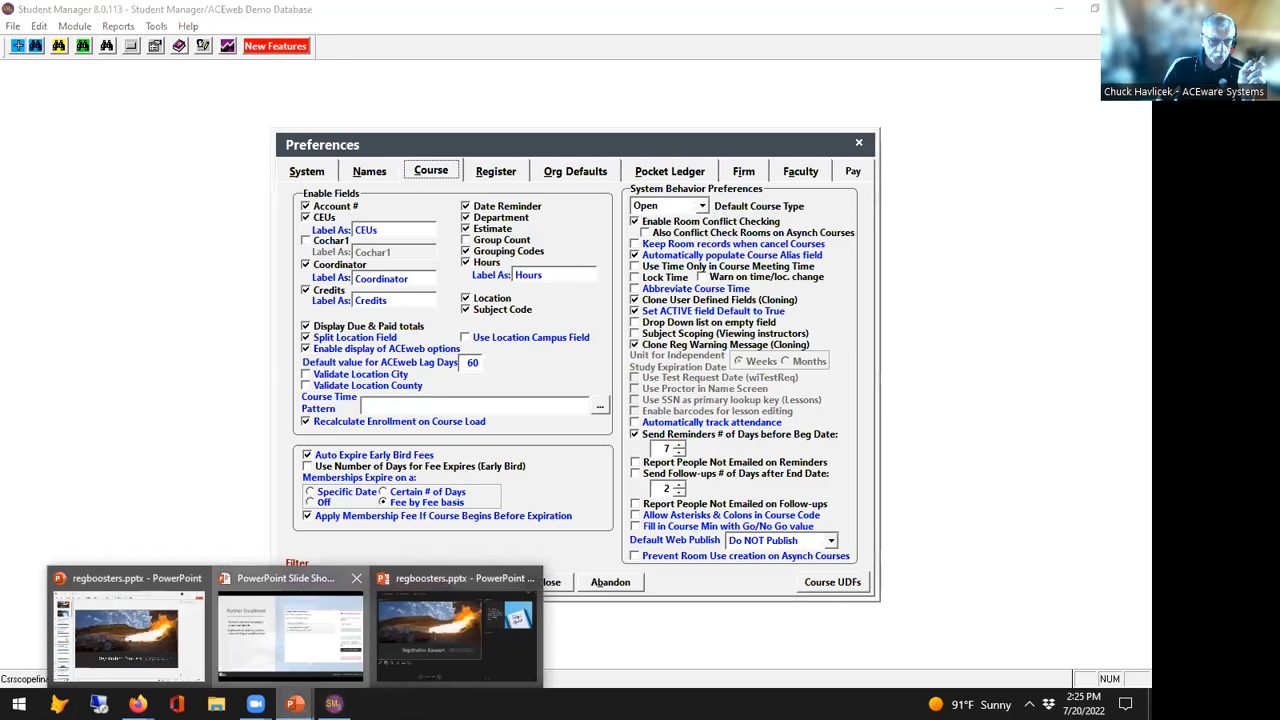 Student Manager 8.0.113 - Student Manager/ACEweb Demo Database
File Edit Module Reports Tools Help
New Features
Chuck Havlicek - ACEware Systems
Preferences
System Names Course Register Org Defaults Pocket Ledger Firm Faculty Pay
Enable Fields
Account #
CEUs
Label As: CEUs
Cochar1
Label As: Cochar1
Coordinator
Label As: Coordinator
Credits
Label As: Credits
Date Reminder
Department
Estimate
Group Count
Grouping Codes
Hours
Label As: Hours
Location
Subject Code
Display Due & Paid totals
Split Location Field
Use Location Campus Field
Enable display of ACEweb options
Default value for ACEweb Lag Days 60
Validate Location City
Validate Location County
Course Time
Pattern ...
Recalculate Enrollment on Course Load
Auto Expire Early Bird Fees
Use Number of Days for Fee Expires (Early Bird)
Memberships Expire on a:
Specific Date Certain # of Days
Off Fee by Fee basis
Apply Membership Fee If Course Begins Before Expiration
Filter
System Behavior Preferences
Open Default Course Type
Enable Room Conflict Checking
Also Conflict Check Rooms on Asynch Courses
Keep Room records when cancel Courses
Automatically populate Course Alias field
Use Time Only in Course Meeting Time
Lock Time Warn on time/loc. change
Abbreviate Course Time
Clone User Defined Fields (Cloning)
Set ACTIVE field Default to True
Drop Down list on empty field
Subject Scoping (Viewing instructors)
Clone Reg Warning Message (Cloning)
Unit for Independent
Study Expiration Date Weeks Months
Use Test Request Date (wiTestReq)
Use Proctor in Name Screen
Use SSN as primary lookup key (Lessons)
Enable barcodes for lesson editing
Automatically track attendance
Send Reminders # of Days before Beg Date:
7
Report People Not Emailed on Reminders
Send Follow-ups # of Days after End Date:
2
Report People Not Emailed on Follow-ups
Allow Asterisks & Colons in Course Code
Fill in Course Min with Go/No Go value
Default Web Publish Do NOT Publish
Prevent Room Use creation on Asynch Courses
Abandon Course UDFs
regboosters.pptx - PowerPoint PowerPoint Slide Sho... regboosters.pptx - PowerPoint ...
Further Enrollment
Registration Boosters
NUM
91°F Sunny
2:25 PM
7/20/2022